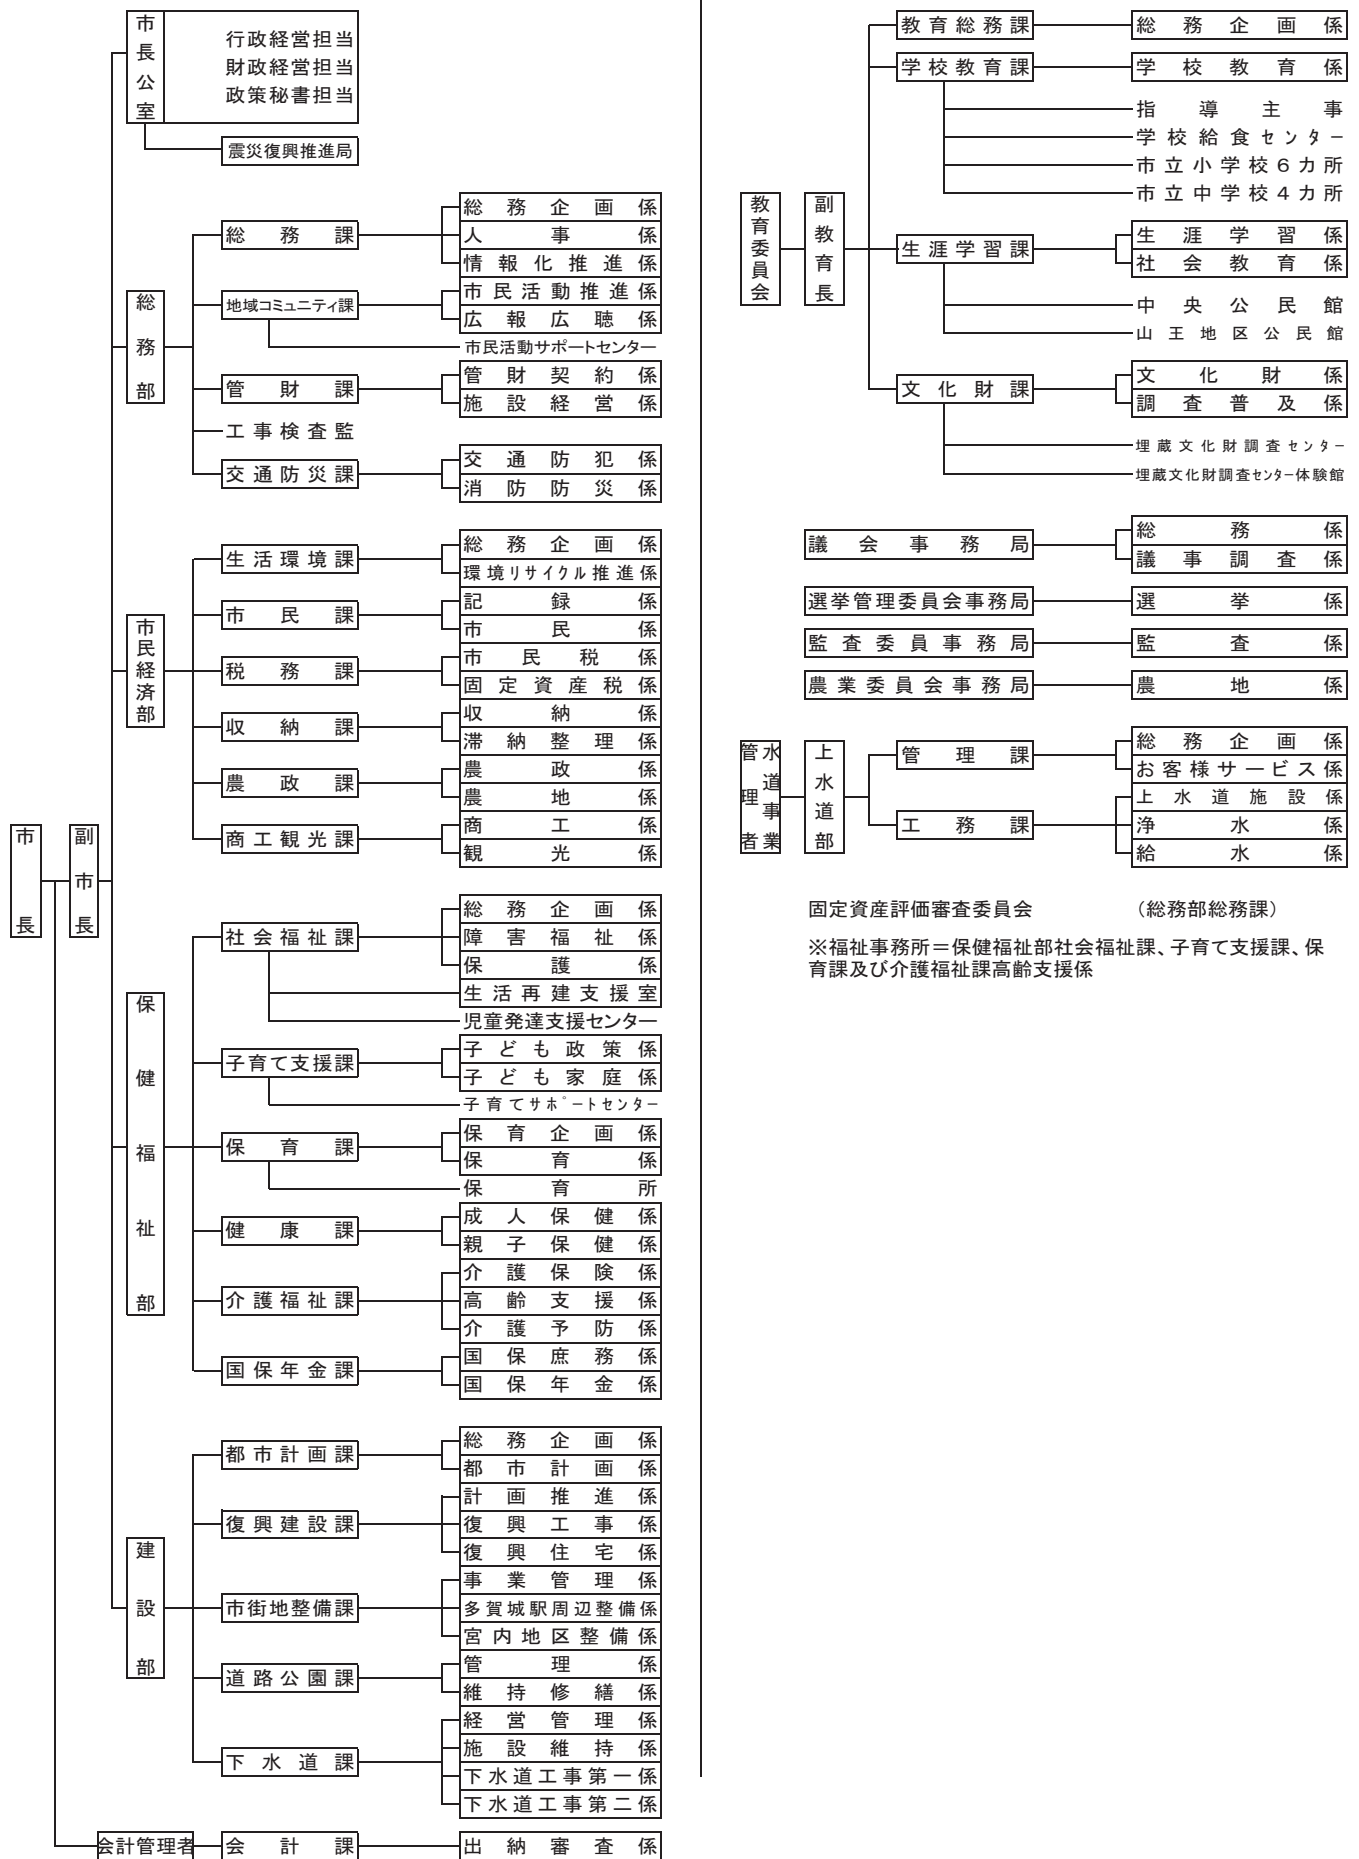 市長
副市長
市長公室
行政経営担当
財政経営担当
政策秘書担当
震災復興推進局
総務部
総務課
総務企画係
人事係
情報化推進係
地域コミュニティ課
市民活動推進係
広報広聴係
市民活動サポートセンター
管財課
管財契約係
施設経営係
工事検査監
交通防災課
交通防犯係
消防防災係
市民経済部
生活環境課
総務企画係
環境リサイクル推進係
市民課
記録係
市民係
税務課
市民税係
固定資産税係
収納課
収納係
滞納整理係
農政課
農政係
農地係
商工観光課
商工係
観光係
保健福祉部
社会福祉課
総務企画係
障害福祉係
保護係
生活再建支援室
児童発達支援センター
子育て支援課
子ども政策係
子ども家庭係
子育てサポートセンター
保育課
保育企画係
保育係
保育所
健康課
成人保健係
親子保健係
介護福祉課
介護保険係
高齢支援係
介護予防係
国保年金課
国保庶務係
国保年金係
建設部
都市計画課
総務企画係
都市計画係
復興建設課
計画推進係
復興工事係
復興住宅係
市街地整備課
事業管理係
多賀城駅周辺整備係
宮内地区整備係
道路公園課
管理係
維持修繕係
下水道課
経営管理係
施設維持係
下水道工事第一係
下水道工事第二係
会計管理者
会計課
出納審査係
教育委員会
副教育長
教育総務課
総務企画係
学校教育課
学校教育係
指導主事
学校給食センター
市立小学校6カ所
市立中学校4カ所
生涯学習課
生涯学習係
社会教育係
中央公民館
山王地区公民館
文化財課
文化財係
調査普及係
埋蔵文化財調査センター
埋蔵文化財調査センター体験館
議会事務局
総務係
議事調査係
選挙管理委員会事務局
選挙係
監査委員事務局
監査係
農業委員会事務局
農地係
水道事業
管理者
上水道部
管理課
総務企画係
お客様サービス係
工務課
上水道施設係
浄水係
給水係
固定資産評価審査委員会 （総務部総務課）
※福祉事務所＝保健福祉部社会福祉課、子育て支援課、保
育課及び介護福祉課高齢支援係